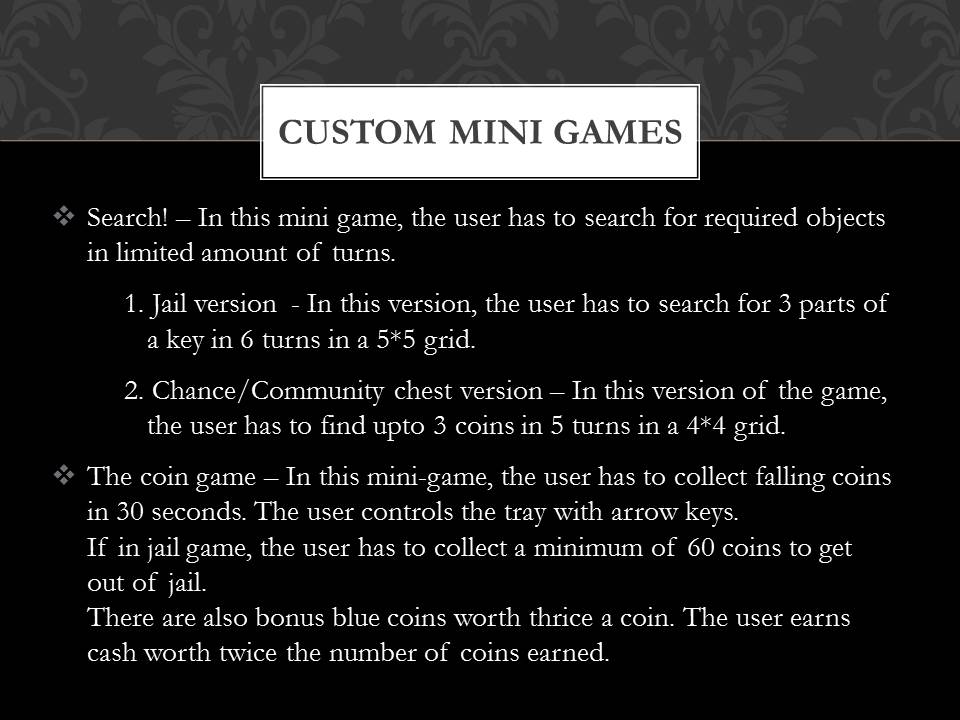 CUSTOM MINI GAMES
❖ Search! – In this mini game, the user has to search for required objects
in limited amount of turns.
1. Jail version - In this version, the user has to search for 3 parts of
a key in 6 turns in a 5*5 grid.
2. Chance/Community chest version – In this version of the game,
the user has to find upto 3 coins in 5 turns in a 4*4 grid.
❖ The coin game – In this mini-game, the user has to collect falling coins
in 30 seconds. The user controls the tray with arrow keys.
If in jail game, the user has to collect a minimum of 60 coins to get
out of jail.
There are also bonus blue coins worth thrice a coin. The user earns
cash worth twice the number of coins earned.